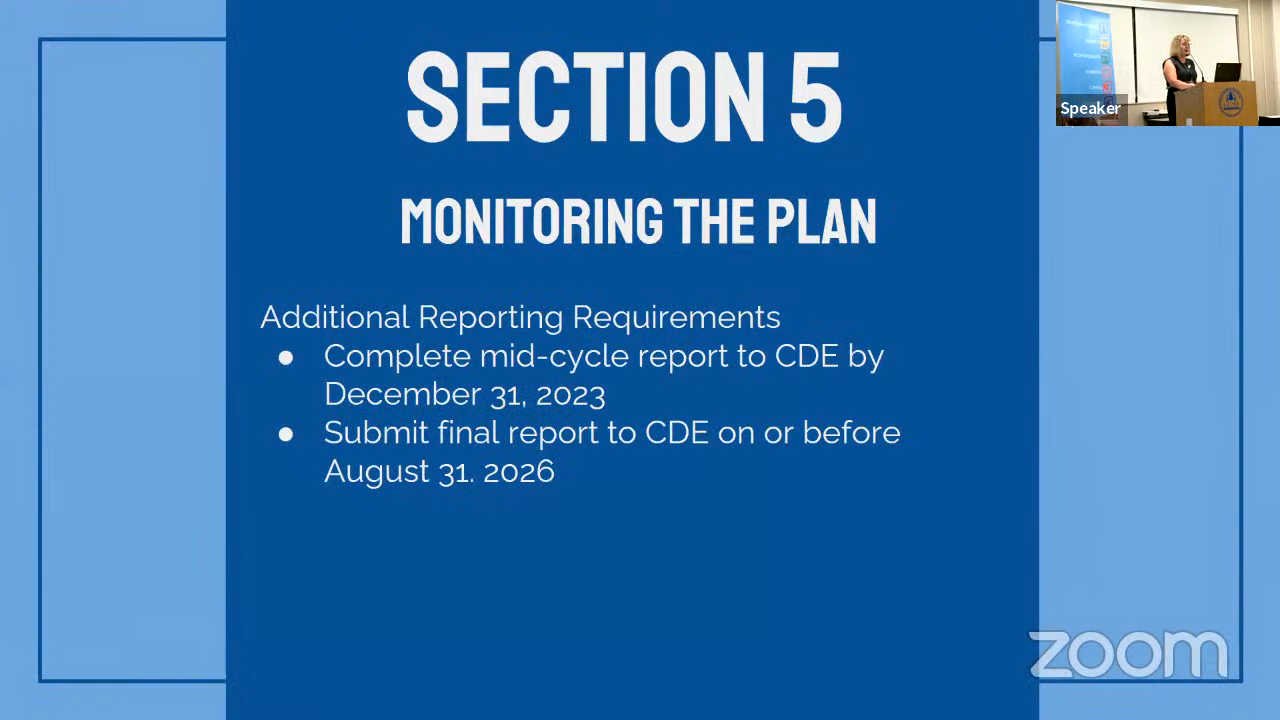 SECTION 5
MONITORING THE PLAN
Additional Reporting Requirements
● Complete mid-cycle report to CDE by
December 31, 2023
● Submit final report to CDE on or before
August 31. 2026
Speaker
zoom